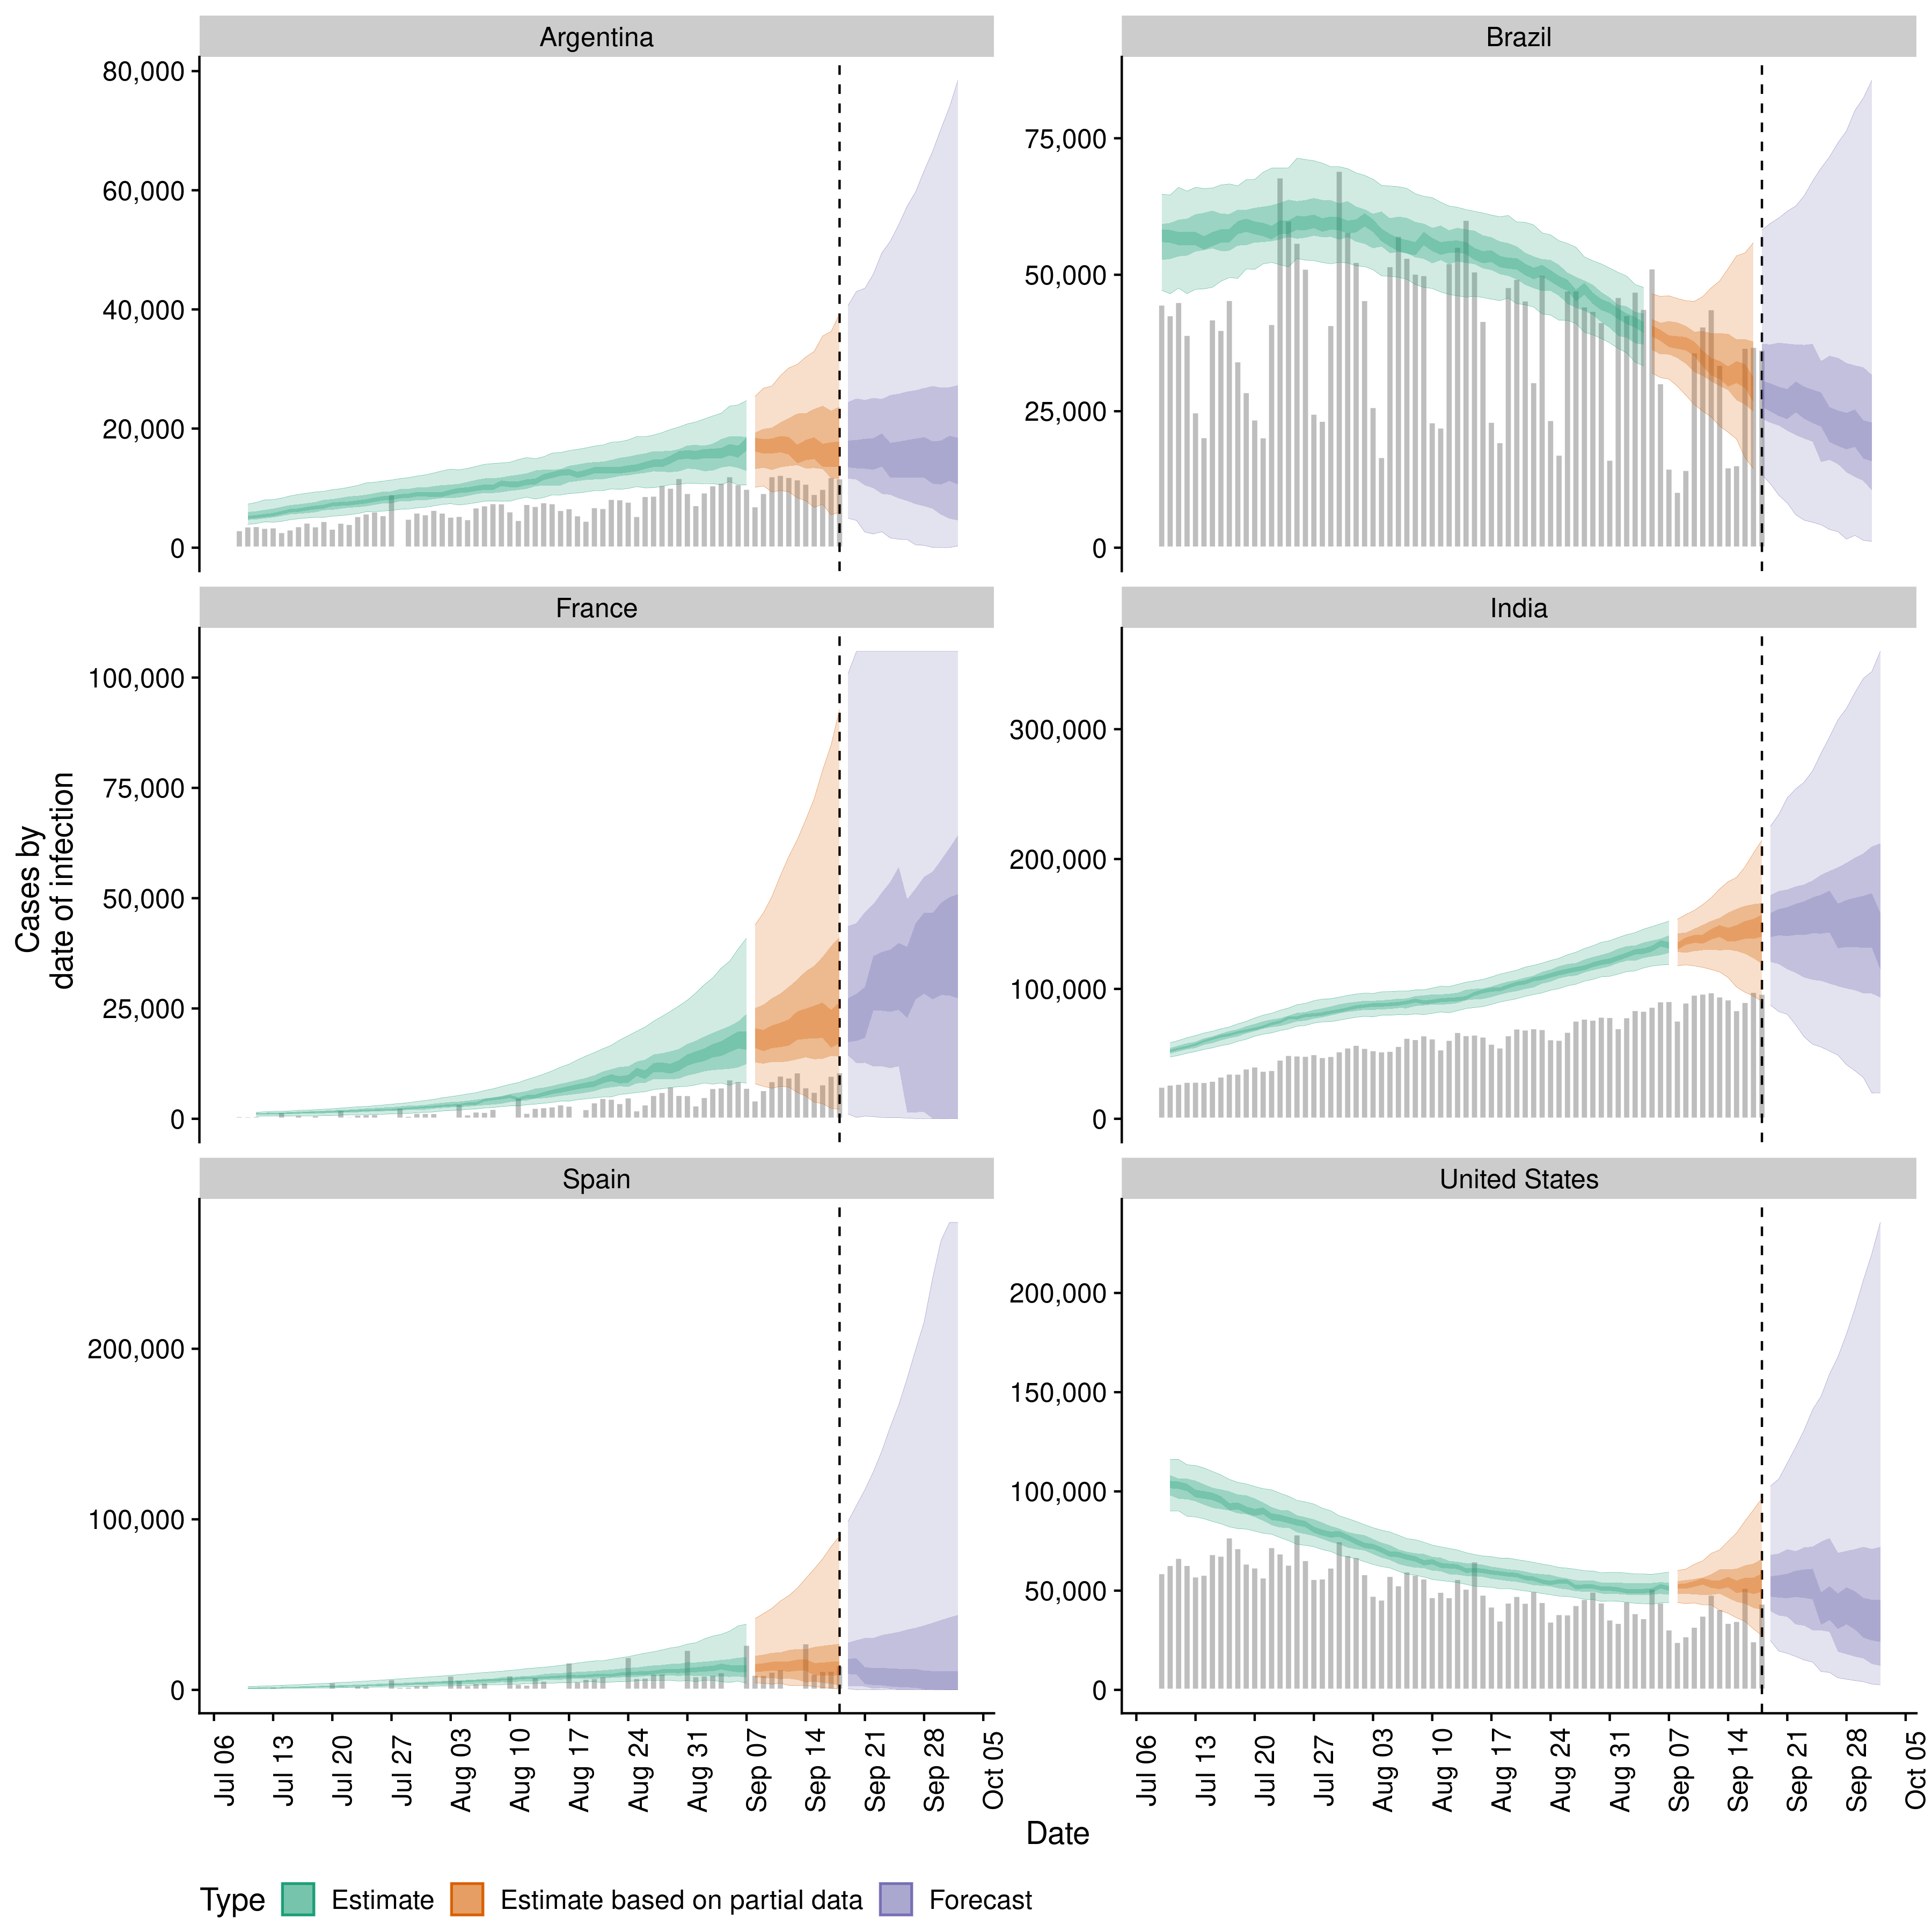 Argentina
80,000
60,000
40,000
20,000
0
Brazil
75,000
50,000
25,000
0
France
100,000
75,000
50,000
25,000
0
India
300,000
200,000
100,000
0
Spain
200,000
100,000
0
United States
200,000
150,000
100,000
50,000
0
Cases by
date of infection
Jul 06
Jul 13
Jul 20
Jul 27
Aug 03
Aug 10
Aug 17
Aug 24
Aug 31
Sep 07
Sep 14
Sep 21
Sep 28
Oct 05
Jul 06
Jul 13
Jul 20
Jul 27
Aug 03
Aug 10
Aug 17
Aug 24
Aug 31
Sep 07
Sep 14
Sep 21
Sep 28
Oct 05
Date
Type Estimate Estimate based on partial data Forecast